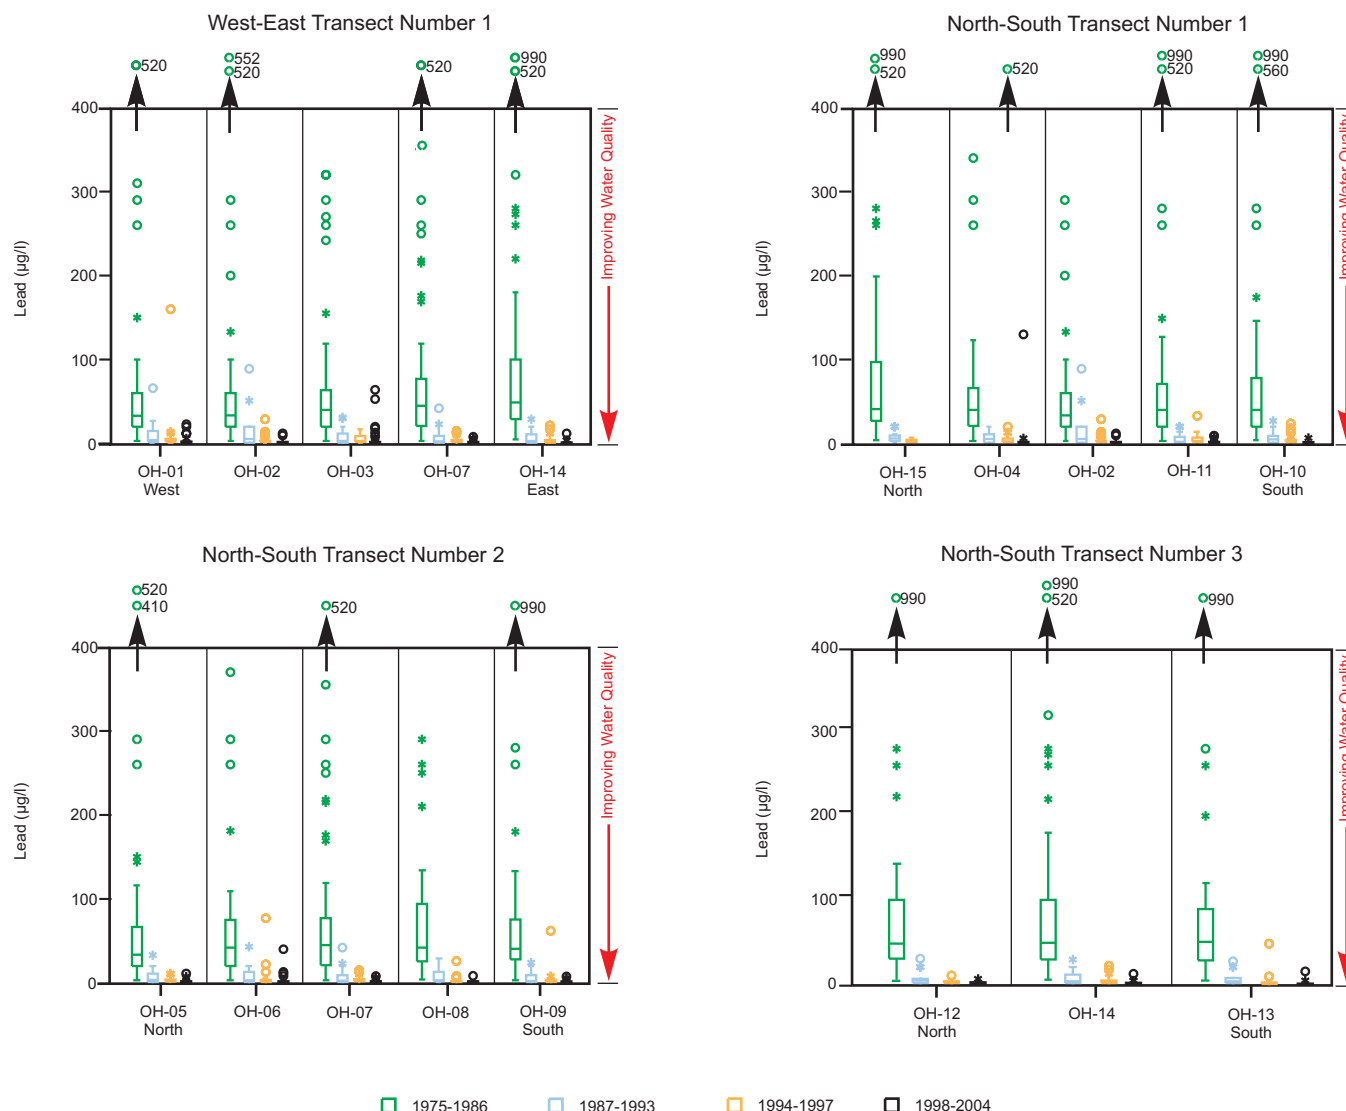 West-East Transect Number 1
520
552
520
520
990
520
400
300
200
100
0
Lead (µg/l)
Improving Water Quality
OH-01
West
OH-02
OH-03
OH-07
OH-14
East
North-South Transect Number 1
990
520
520
990
520
990
560
400
300
200
100
0
Lead (µg/l)
Improving Water Quality
OH-15
North
OH-04
OH-02
OH-11
OH-10
South
North-South Transect Number 2
520
410
520
990
400
300
200
100
0
Lead (µg/l)
Improving Water Quality
OH-05
North
OH-06
OH-07
OH-08
OH-09
South
North-South Transect Number 3
990
990
520
990
400
300
200
100
0
Lead (µg/l)
Improving Water Quality
OH-12
North
OH-14
OH-13
South
1975-1986
1987-1993
1994-1997
1998-2004